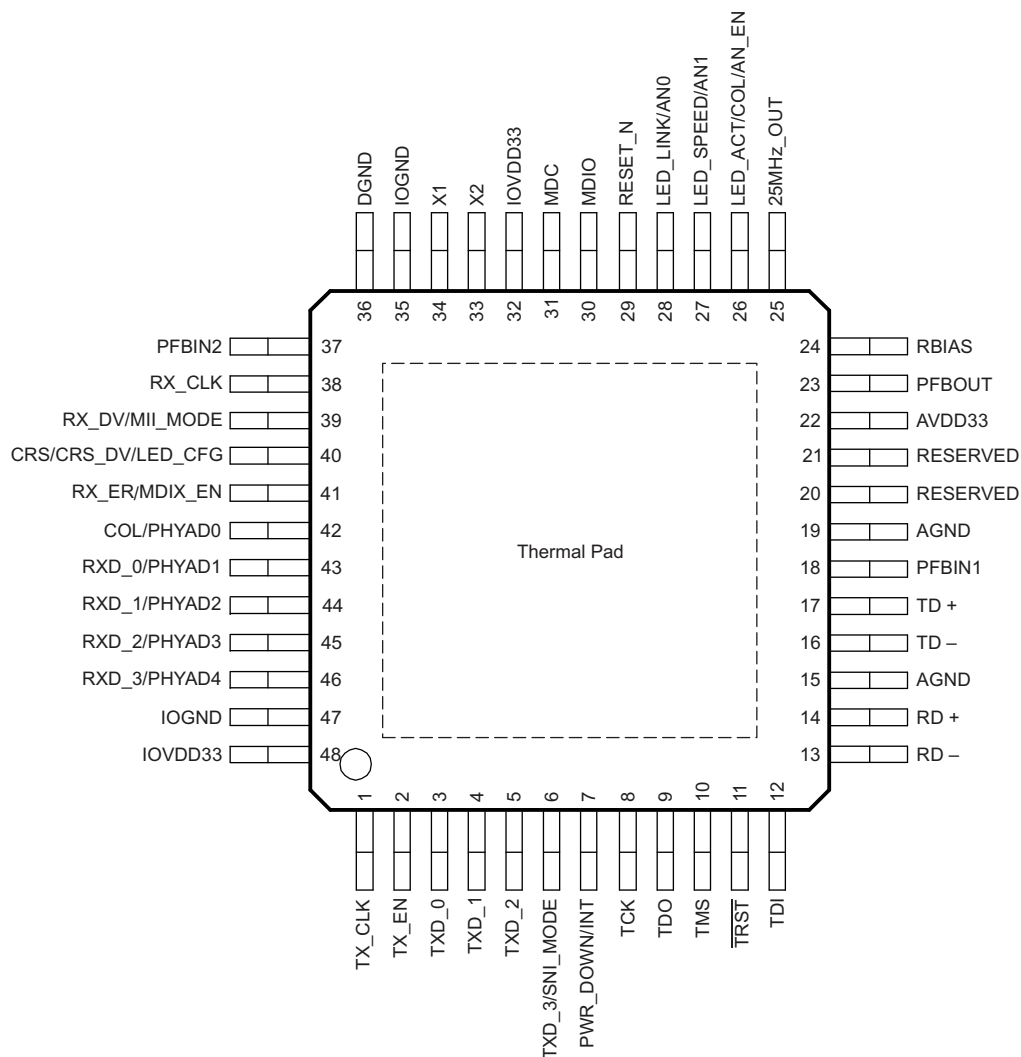 DGND
IOGND
X1
X2
IOVDD33
MDC
MDIO
RESET_N
LED_LINK/AN0
LED_SPEED/AN1
LED_ACT/COL/AN_EN
25MHz_OUT
36
35
34
33
32
31
30
29
28
27
26
25
PFBIN2 37
RX_CLK 38
RX_DV/MII_MODE 39
CRS/CRS_DV/LED_CFG 40
RX_ER/MDIX_EN 41
COL/PHYAD0 42
RXD_0/PHYAD1 43
RXD_1/PHYAD2 44
RXD_2/PHYAD3 45
RXD_3/PHYAD4 46
IOGND 47
IOVDD33 48
Thermal Pad
24 RBIAS
23 PFBOUT
22 AVDD33
21 RESERVED
20 RESERVED
19 AGND
18 PFBIN1
17 TD +
16 TD –
15 AGND
14 RD +
13 RD –
1
2
3
4
5
6
7
8
9
10
11
12
TX_CLK
TX_EN
TXD_0
TXD_1
TXD_2
TXD_3/SNI_MODE
PWR_DOWN/INT
TCK
TDO
TMS
TRST
TDI